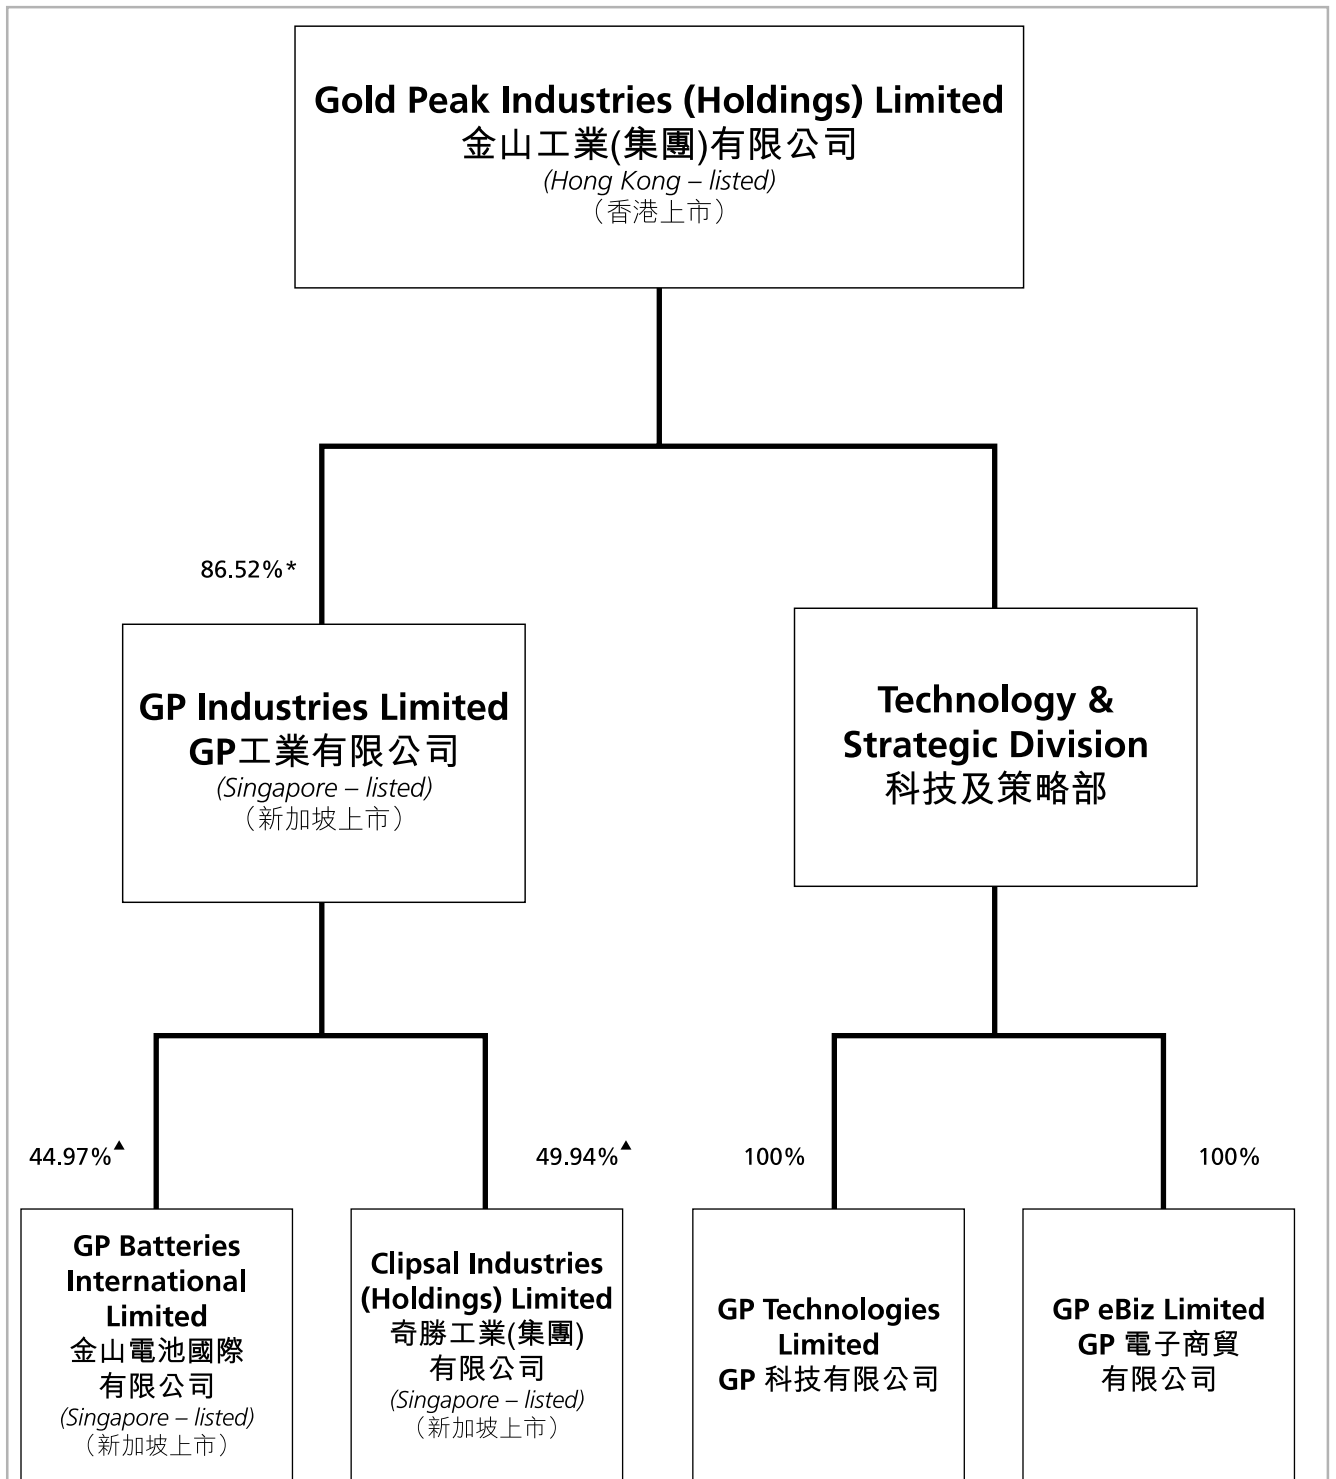 Gold Peak Industries (Holdings) Limited
金山工業(集團)有限公司
(Hong Kong – listed)
（香港上市）
86.52%*
GP Industries Limited
GP工業有限公司
(Singapore – listed)
（新加坡上市）
Technology &
Strategic Division
科技及策略部
44.97%▲
49.94%▲
100%
100%
GP Batteries
International
Limited
金山電池國際
有限公司
(Singapore – listed)
（新加坡上市）
Clipsal Industries
(Holdings) Limited
奇勝工業(集團)
有限公司
(Singapore – listed)
（新加坡上市）
GP Technologies
Limited
GP 科技有限公司
GP eBiz Limited
GP 電子商貿
有限公司